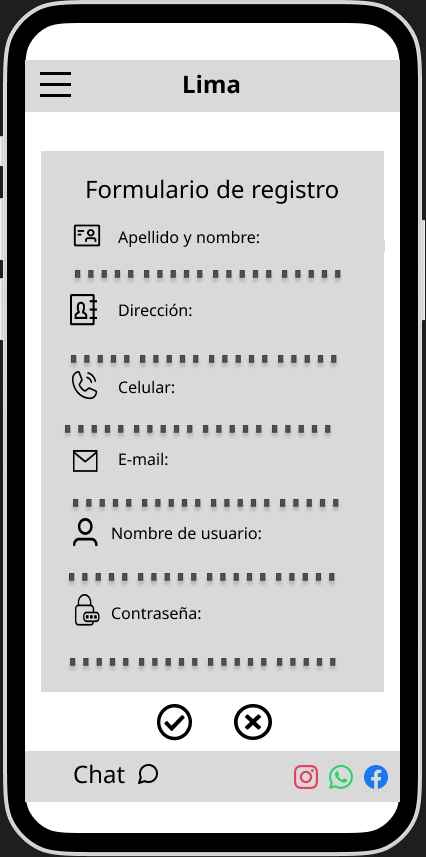 Lima
Formulario de registro
Apellido y nombre:
Dirección:
Celular:
E-mail:
Nombre de usuario:
Contraseña:
Chat